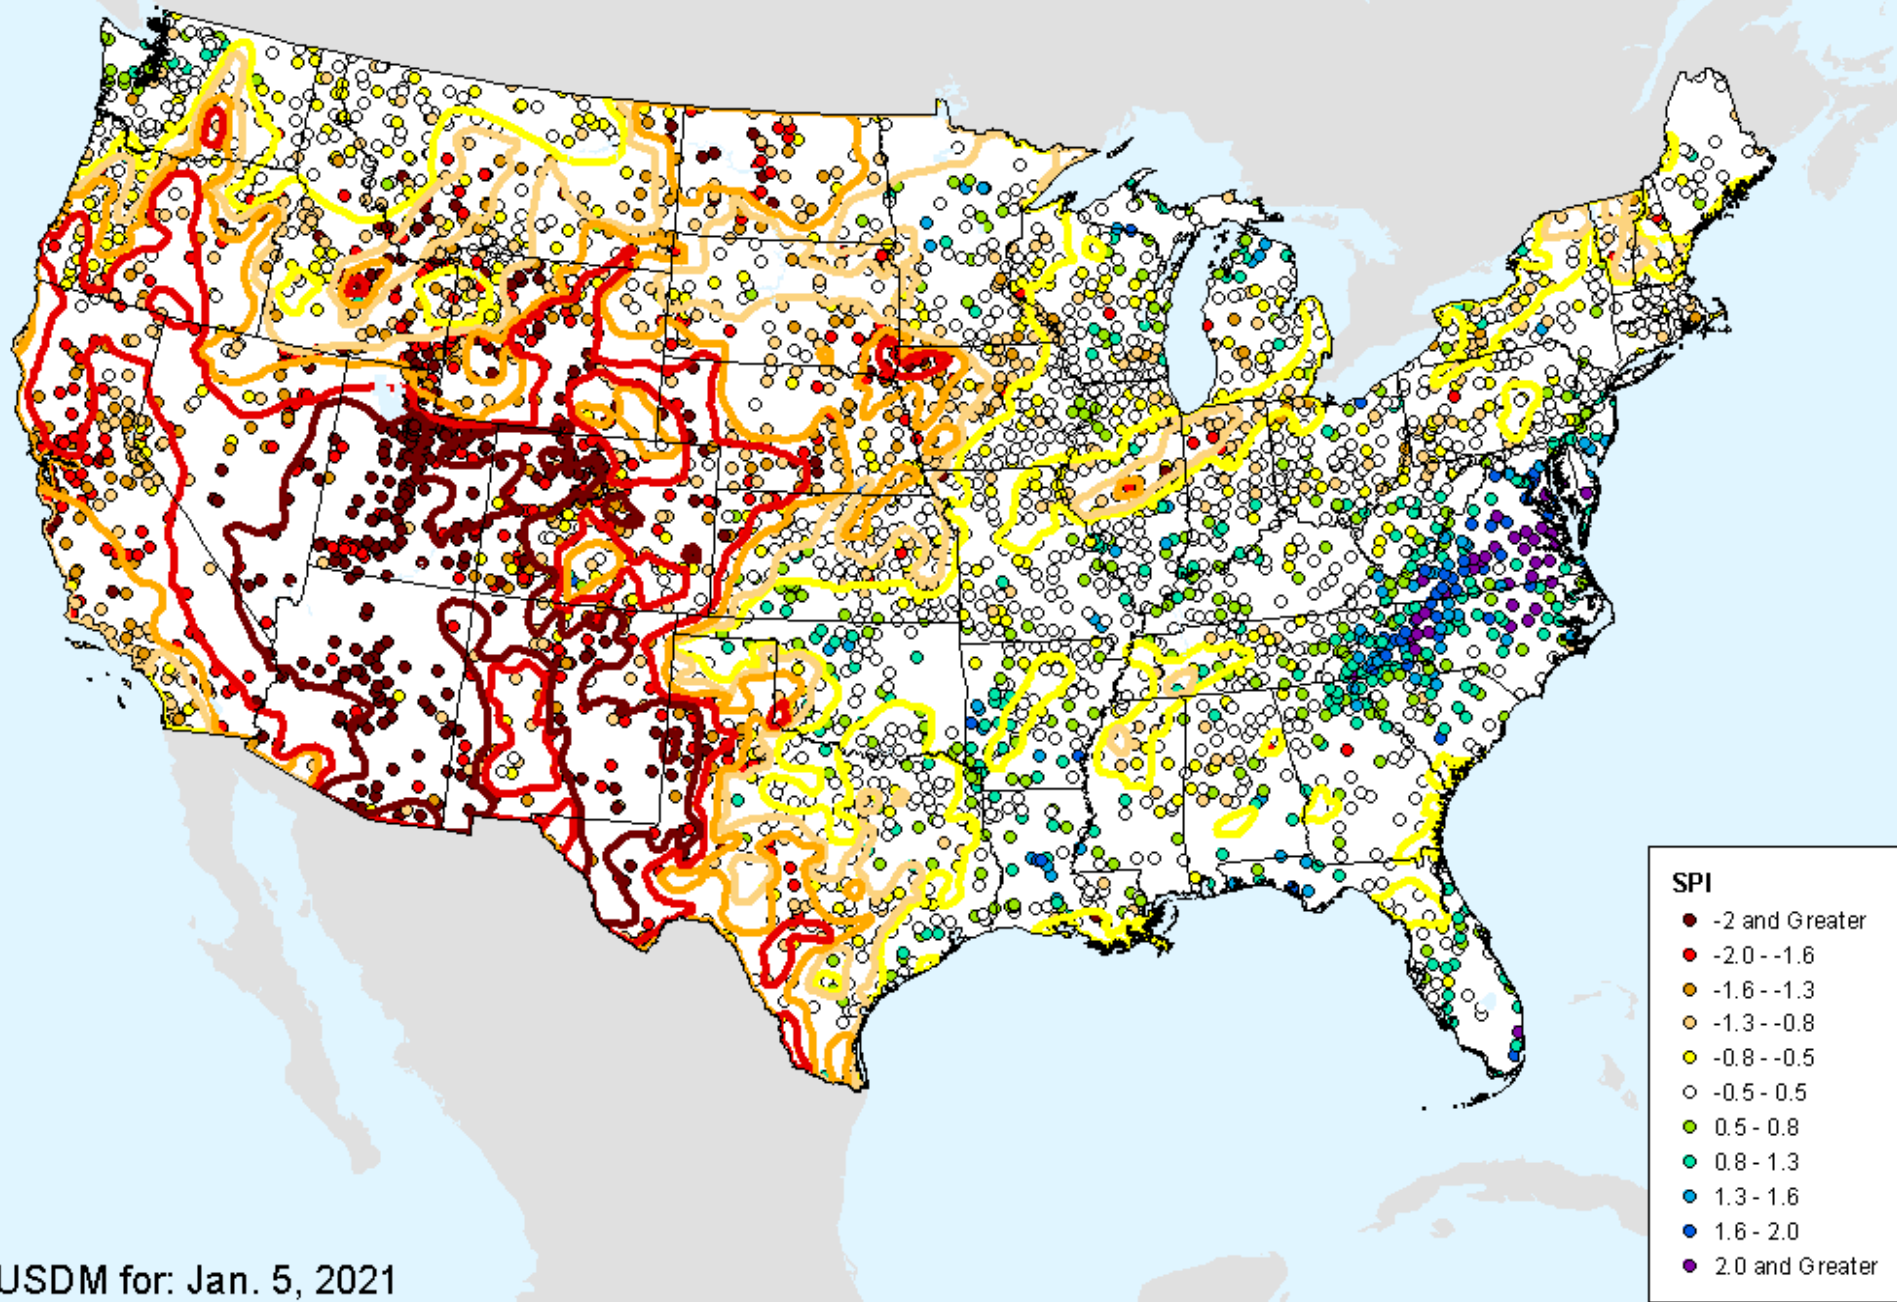 SPI
-2 and Greater
-2.0 - -1.6
-1.6 - -1.3
-1.3 - -0.8
-0.8 - -0.5
-0.5 - 0.5
0.5 - 0.8
0.8 - 1.3
1.3 - 1.6
1.6 - 2.0
2.0 and Greater
USDM for: Jan. 5, 2021